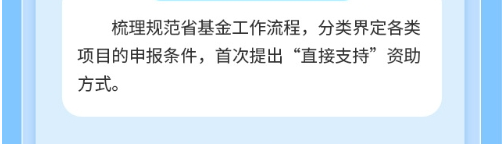 梳理规范省基金工作流程，分类界定各类
项目的申报条件，首次提出“直接支持”资助
方式。